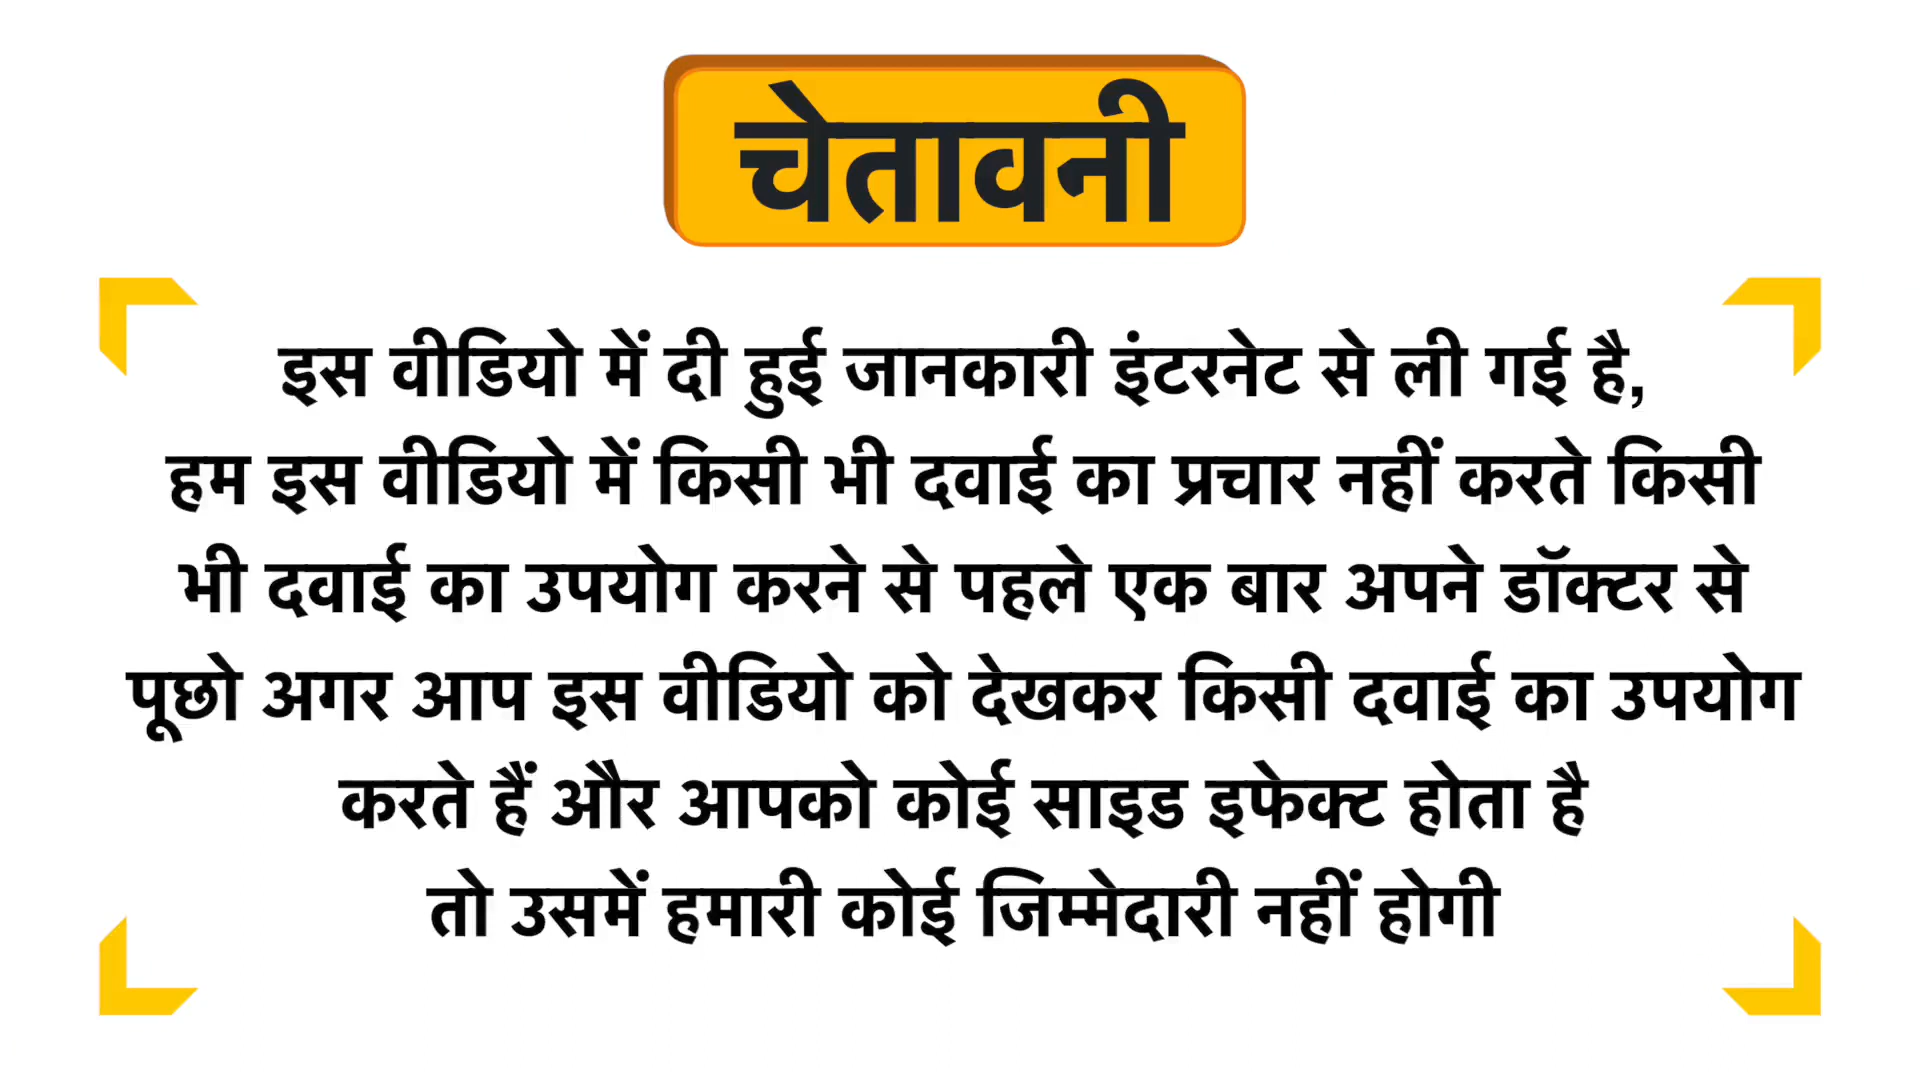 चेतावनी
इस वीडियो में दी हुई जानकारी इंटरनेट से ली गई है,
हम इस वीडियो में किसी भी दवाई का प्रचार नहीं करते किसी
भी दवाई का उपयोग करने से पहले एक बार अपने डॉक्टर से
पूछो अगर आप इस वीडियो को देखकर किसी दवाई का उपयोग
करते हैं और आपको कोई साइड इफेक्ट होता है
तो उसमें हमारी कोई जिम्मेदारी नहीं होगी